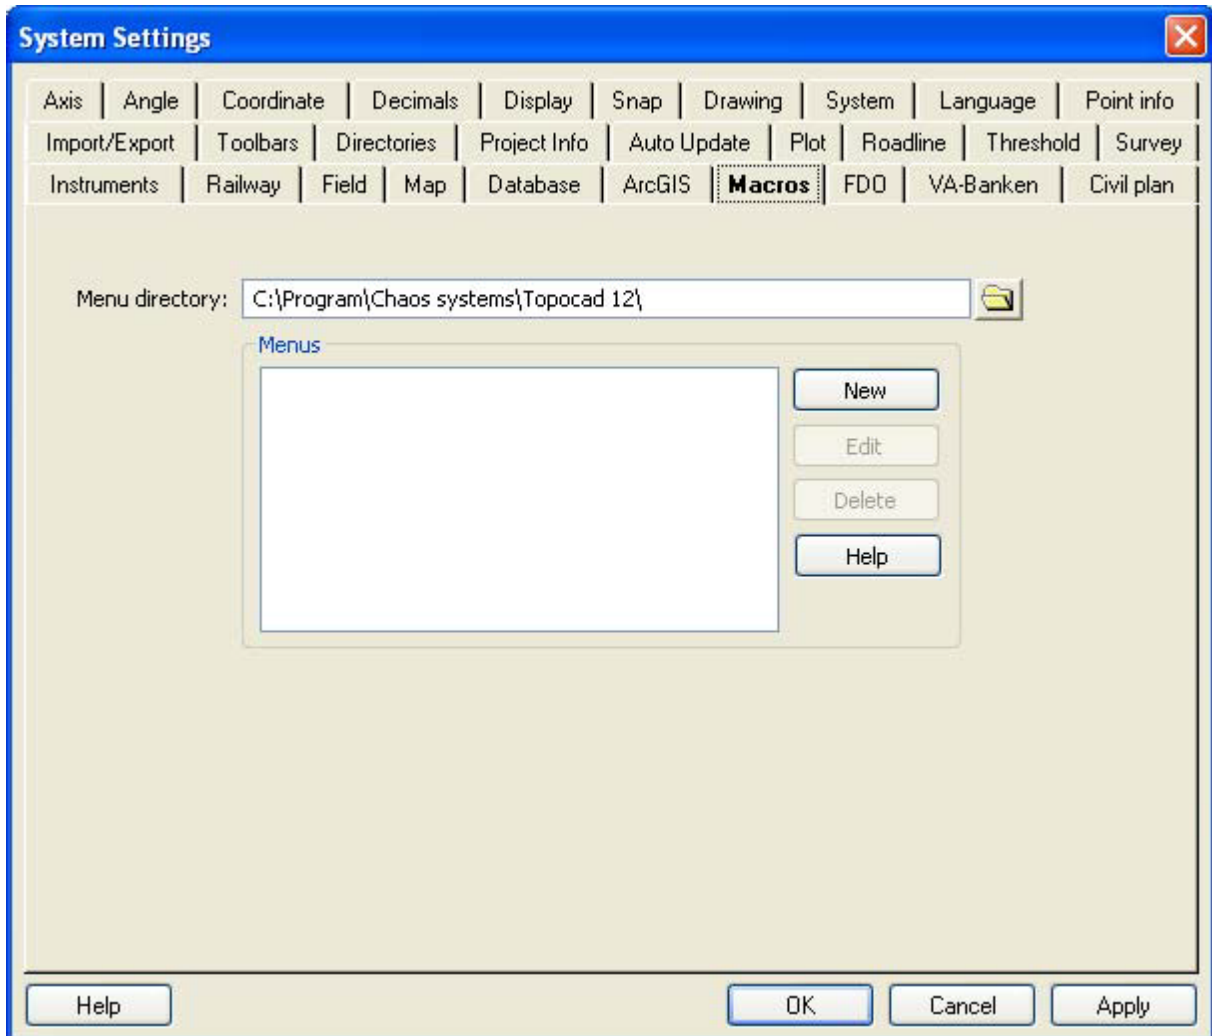 System Settings
Axis Angle Coordinate Decimals Display Snap Drawing System Language Point info
Import/Export Toolbars Directories Project Info Auto Update Plot Roadline Threshold Survey
Instruments Railway Field Map Database ArcGIS Macros FDO VA-Banken Civil plan
Menu directory: C:\Program\Chaos systems\Topocad 12\
Menus
New
Edit
Delete
Help
Help OK Cancel Apply